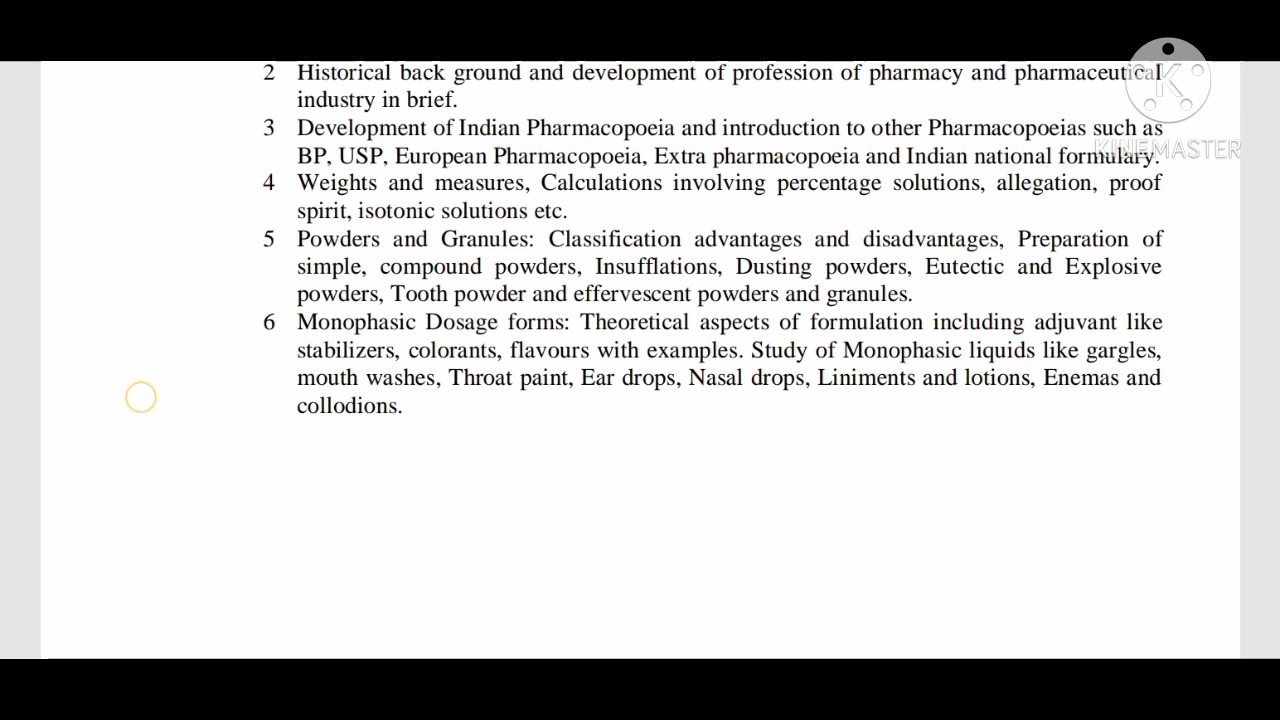 2 Historical back ground and development of profession of pharmacy and pharmaceutical
industry in brief.
3 Development of Indian Pharmacopoeia and introduction to other Pharmacopoeias such as
BP, USP, European Pharmacopoeia, Extra pharmacopoeia and Indian national formulary.
4 Weights and measures, Calculations involving percentage solutions, allegation, proof
spirit, isotonic solutions etc.
5 Powders and Granules: Classification advantages and disadvantages, Preparation of
simple, compound powders, Insufflations, Dusting powders, Eutectic and Explosive
powders, Tooth powder and effervescent powders and granules.
6 Monophasic Dosage forms: Theoretical aspects of formulation including adjuvant like
stabilizers, colorants, flavours with examples. Study of Monophasic liquids like gargles,
mouth washes, Throat paint, Ear drops, Nasal drops, Liniments and lotions, Enemas and
collodions.
K
KINEMASTER